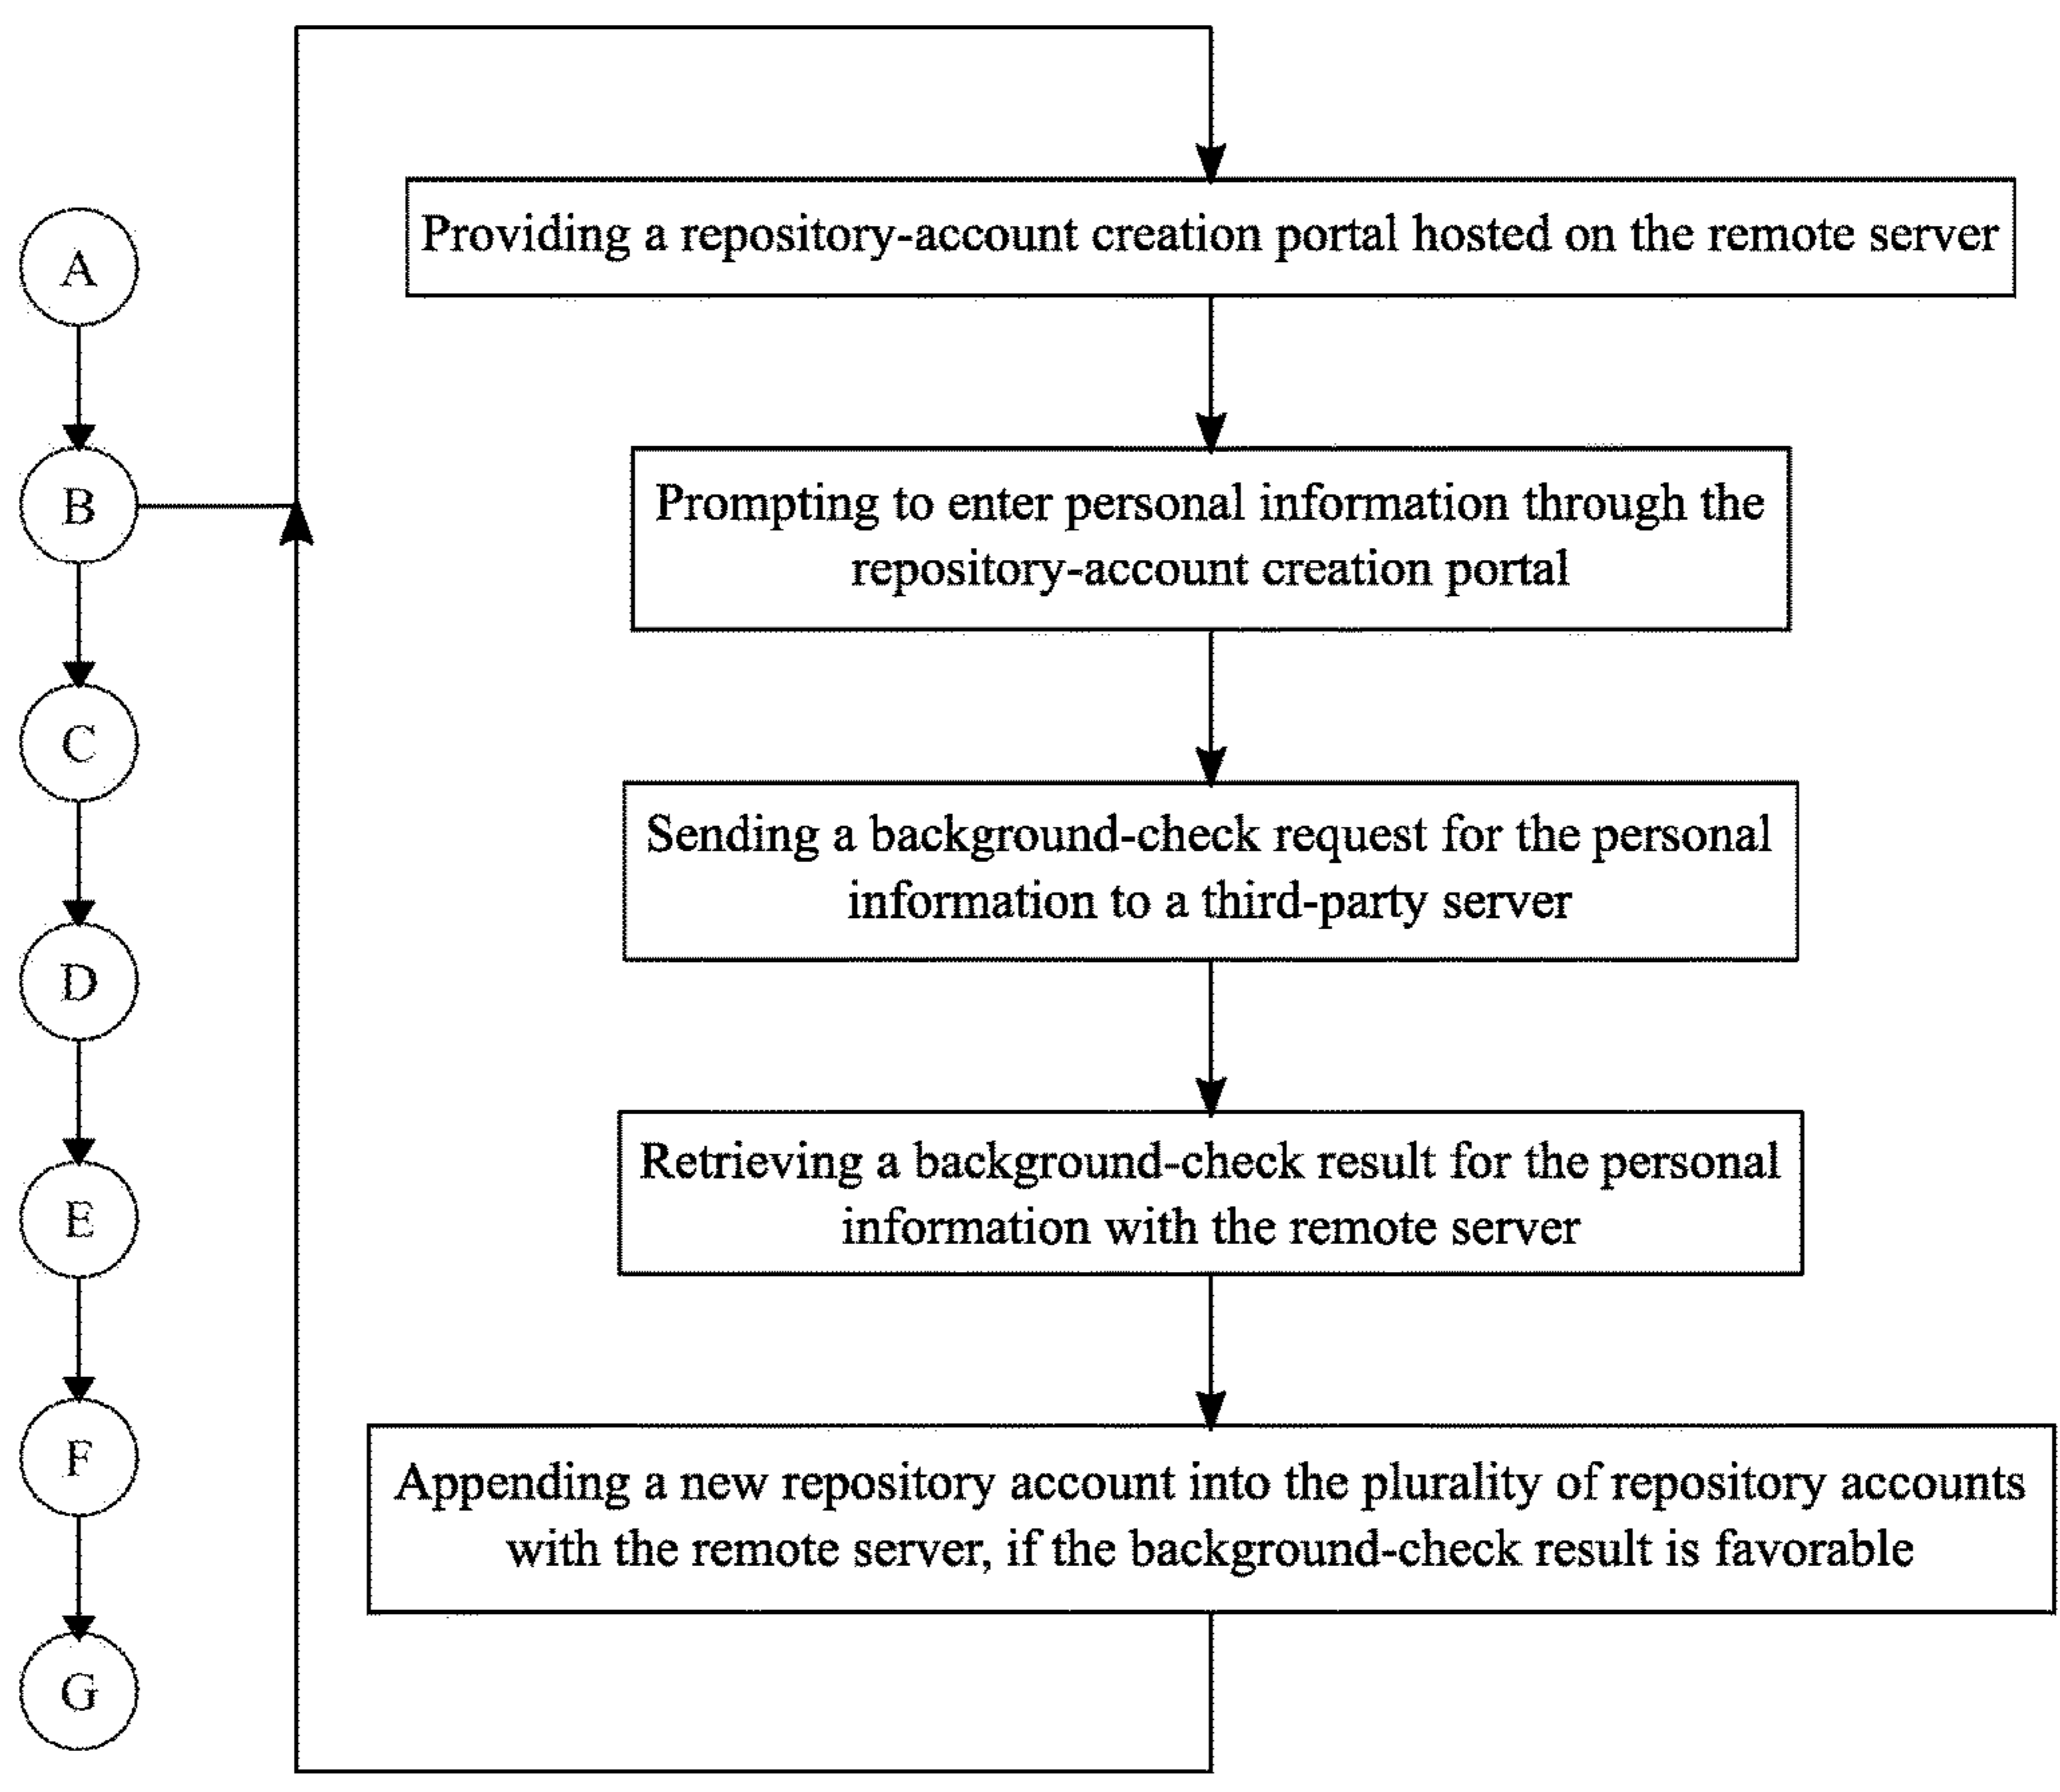 A
B
C
D
E
F
G
Providing a repository-account creation portal hosted on the remote server
Prompting to enter personal information through the
repository-account creation portal
Sending a background-check request for the personal
information to a third-party server
Retrieving a background-check result for the personal
information with the remote server
Appending a new repository account into the plurality of repository accounts
with the remote server, if the background-check result is favorable